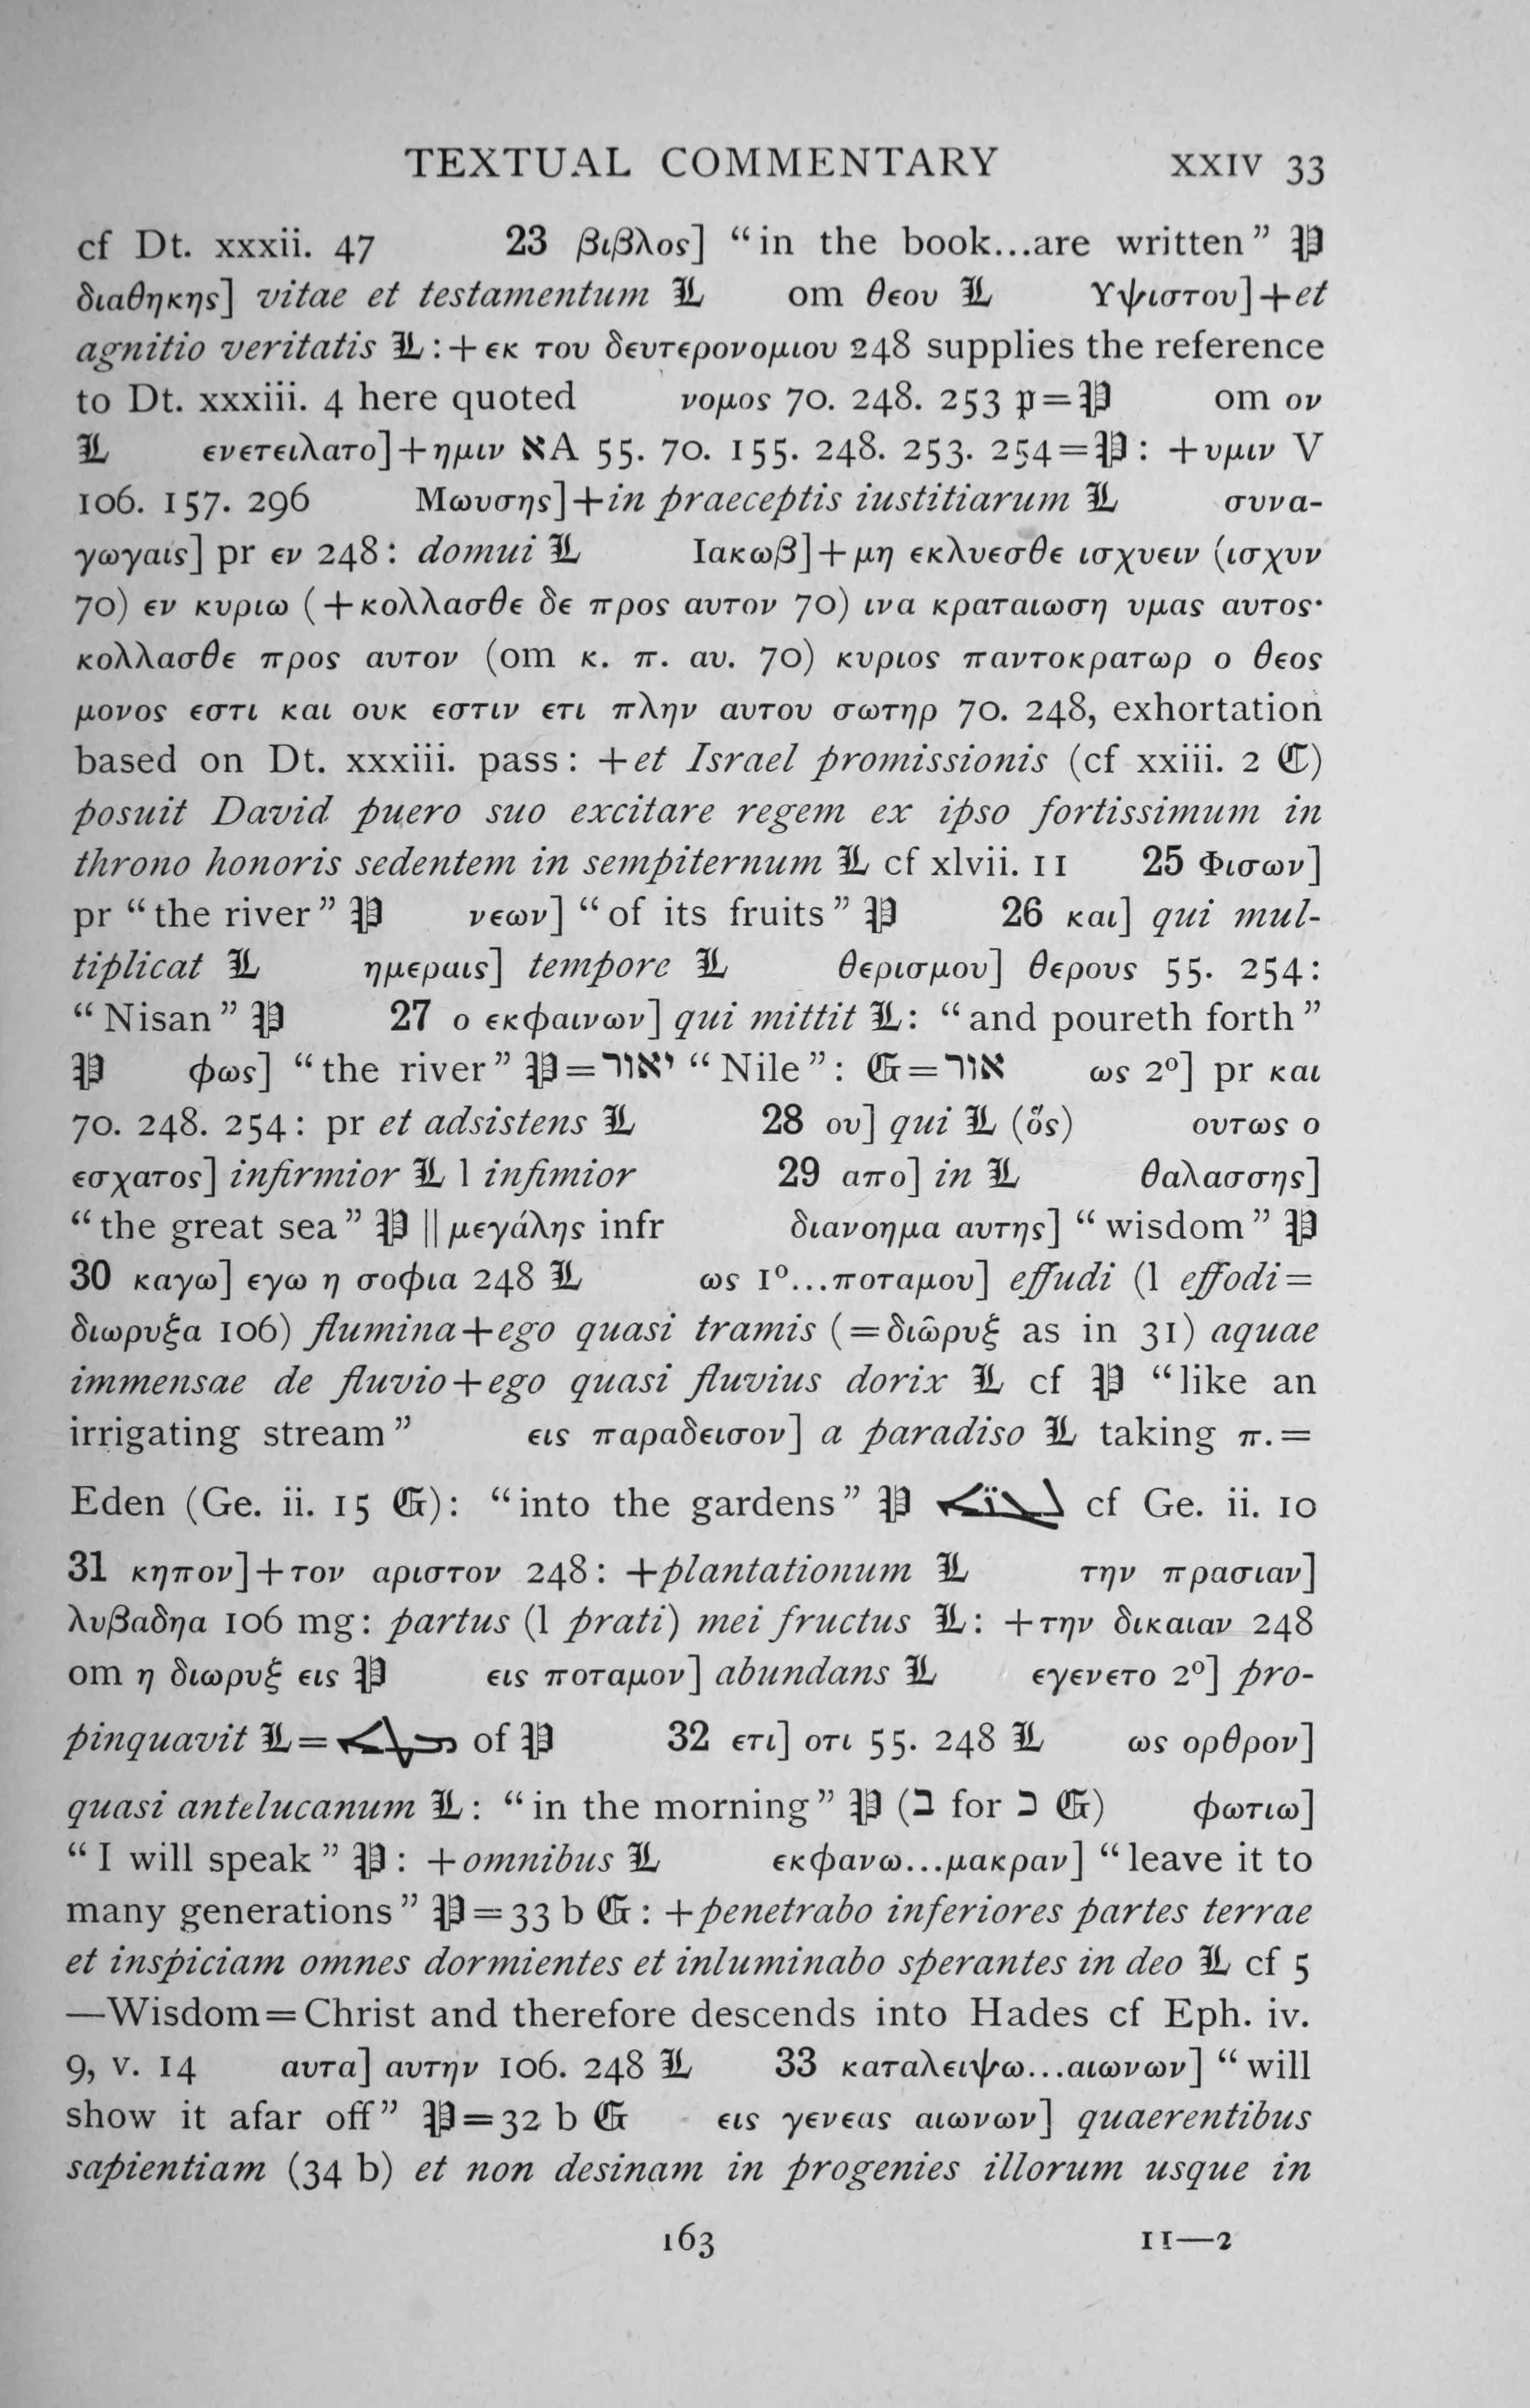 TEXTUAL COMMENTARY XXIV 33
cf Dt. xxxii. 47 23 βιβλος] “in the book...are written” 𝔓
διαθηκης] vitae et testamentum 𝕷 om θεου 𝕷 Υψιστου]+et
agnitio veritatis 𝕷:+εκ του δευτερονομιου 248 supplies the reference
to Dt. xxxiii. 4 here quoted νομος 70. 248. 253 𝔭=𝔓 om ον
𝕷 ενετειλατο]+ημιν אA 55. 70. 155. 248. 253. 254=𝔓: +υμιν V
106. 157. 296 Μωυσης]+in praeceptis iustitiarum 𝕷 συνα-
γωγαις] pr εν 248: domui 𝕷 Ιακωβ]+μη εκλυεσθε ισχυειν (ισχυν
70) εν κυριω (+κολλασθε δε προς αυτον 70) ινα κραταιωση υμας αυτος·
κολλασθε προς αυτον (om κ. π. αυ. 70) κυριος παντοκρατωρ ο θεος
μονος εστι και ουκ εστιν ετι πλην αυτου σωτηρ 70. 248, exhortation
based on Dt. xxxiii. pass: +et Israel promissionis (cf xxiii. 2 ℭ)
posuit David puero suo excitare regem ex ipso fortissimum in
throno honoris sedentem in sempiternum 𝕷 cf xlvii. 11 25 Φισων]
pr “the river” 𝔓 νεων] “of its fruits” 𝔓 26 και] qui mul-
tiplicat 𝕷 ημεραις] tempore 𝕷 θερισμου] θερους 55. 254:
“Nisan” 𝔓 27 ο εκφαινων] qui mittit 𝕷: “and poureth forth”
𝔓 φως] “the river” 𝔓=יאור “Nile”: 𝔊=אור ως 2º] pr και
70. 248. 254: pr et adsistens 𝕷 28 ου] qui 𝕷 (ὅς) ουτως ο
εσχατος] infirmior 𝕷 l infimior 29 απο] in 𝕷 θαλασσης]
“the great sea” 𝔓 || μεγάλης infr διανοημα αυτης] “wisdom” 𝔓
30 καγω] εγω η σοφια 248 𝕷 ως 1º...ποταμου] effudi (l effodi=
διωρυξα 106) flumina+ego quasi tramis (=διῶρυξ as in 31) aquae
immensae de fluvio+ego quasi fluvius dorix 𝕷 cf 𝔓 “like an
irrigating stream” εις παραδεισον] a paradiso 𝕷 taking π.=
Eden (Ge. ii. 15 𝔊): “into the gardens” 𝔓 cf Ge. ii. 10
31 κηπον]+τον αριστον 248: +plantationum 𝕷 την πρασιαν]
λυβαδηα 106 mg: partus (l prati) mei fructus 𝕷: +την δικαιαν 248
om η διωρυξ εις 𝔓 εις ποταμον] abundans 𝕷 εγενετο 2º] pro-
pinquavit 𝕷= of 𝔓 32 ετι] οτι 55. 248 𝕷 ως ορθρον]
quasi antelucanum 𝕷: “in the morning” 𝔓 (ב for כ 𝔊) φωτιω]
“I will speak” 𝔓: +omnibus 𝕷 εκφανω...μακραν] “leave it to
many generations” 𝔓=33 b 𝔊: +penetrabo inferiores partes terrae
et inspiciam omnes dormientes et inluminabo sperantes in deo 𝕷 cf 5
—Wisdom=Christ and therefore descends into Hades cf Eph. iv.
9, v. 14 αυτα] αυτην 106. 248 𝕷 33 καταλειψω...αιωνων] “will
show it afar off” 𝔓=32 b 𝔊 εις γενεας αιωνων] quaerentibus
sapientiam (34 b) et non desinam in progenies illorum usque in
163 11—2